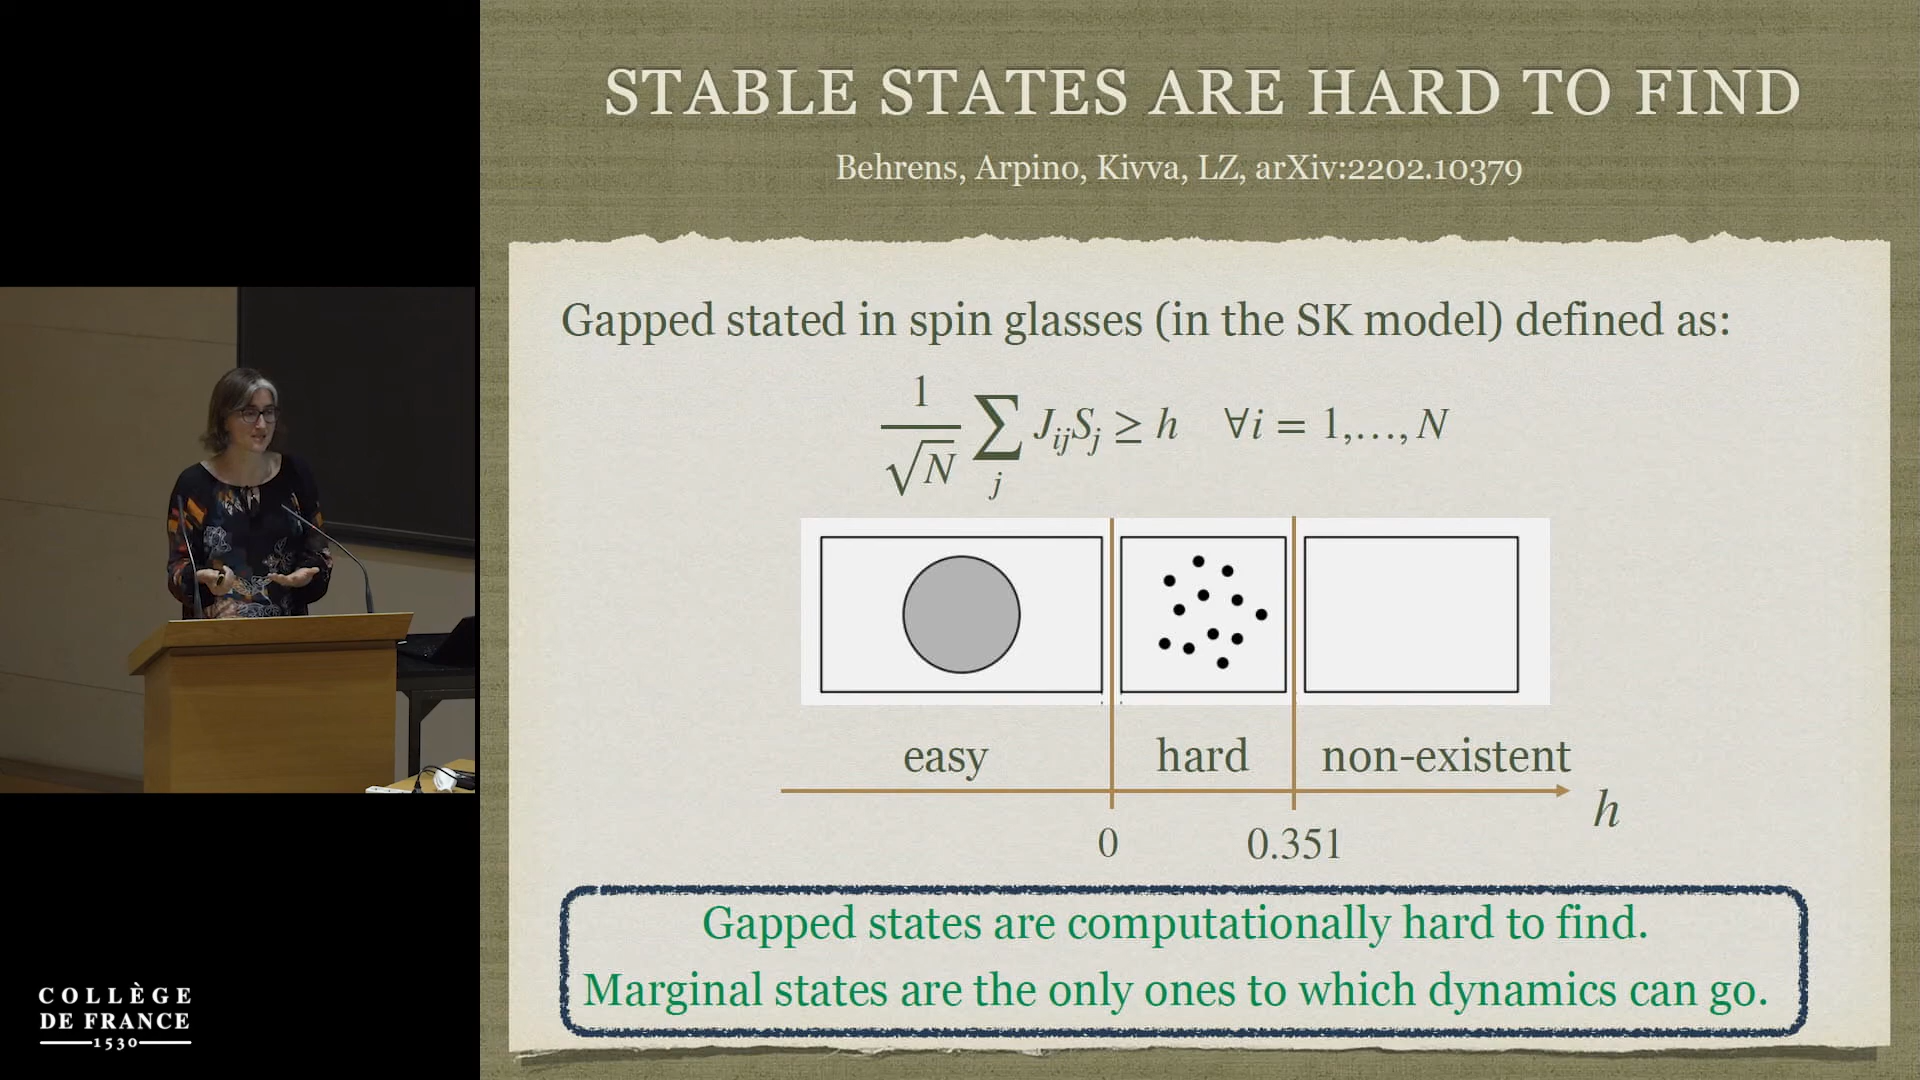 STABLE STATES ARE HARD TO FIND
Behrens, Arpino, Kivva, LZ, arXiv:2202.10379
Gapped stated in spin glasses (in the SK model) defined as:
1/√N ∑_j J_{ij}S_j ≥ h ∀i = 1,…, N
easy hard non-existent
h
0 0.351
Gapped states are computationally hard to find.
Marginal states are the only ones to which dynamics can go.
COLLÈGE
DE FRANCE
1530